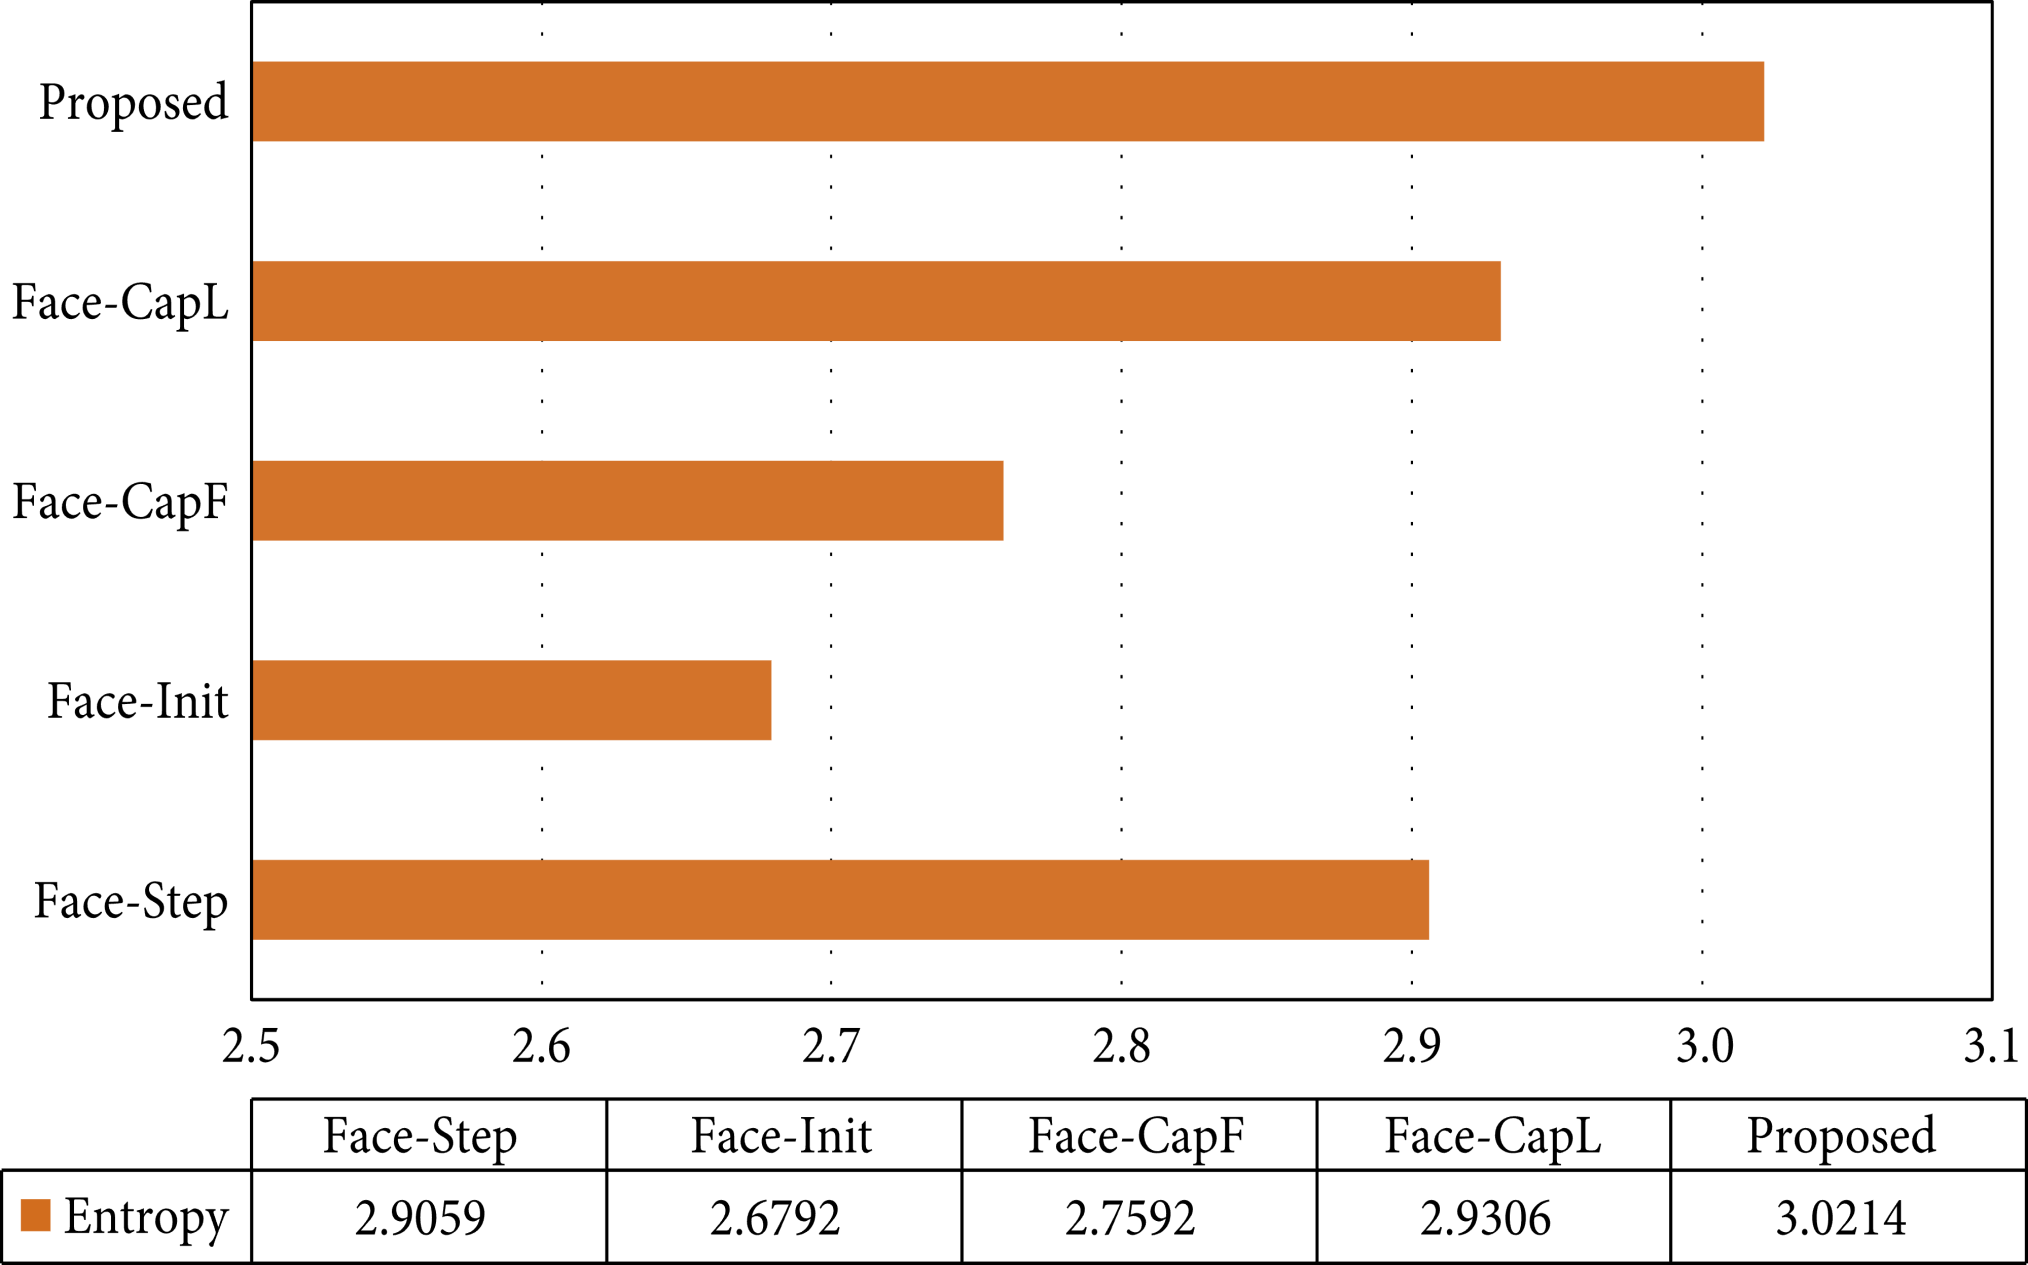 Proposed
Face-CapL
Face-CapF
Face-Init
Face-Step
2.5 2.6 2.7 2.8 2.9 3.0 3.1
Face-Step Face-Init Face-CapF Face-CapL Proposed
Entropy 2.9059 2.6792 2.7592 2.9306 3.0214